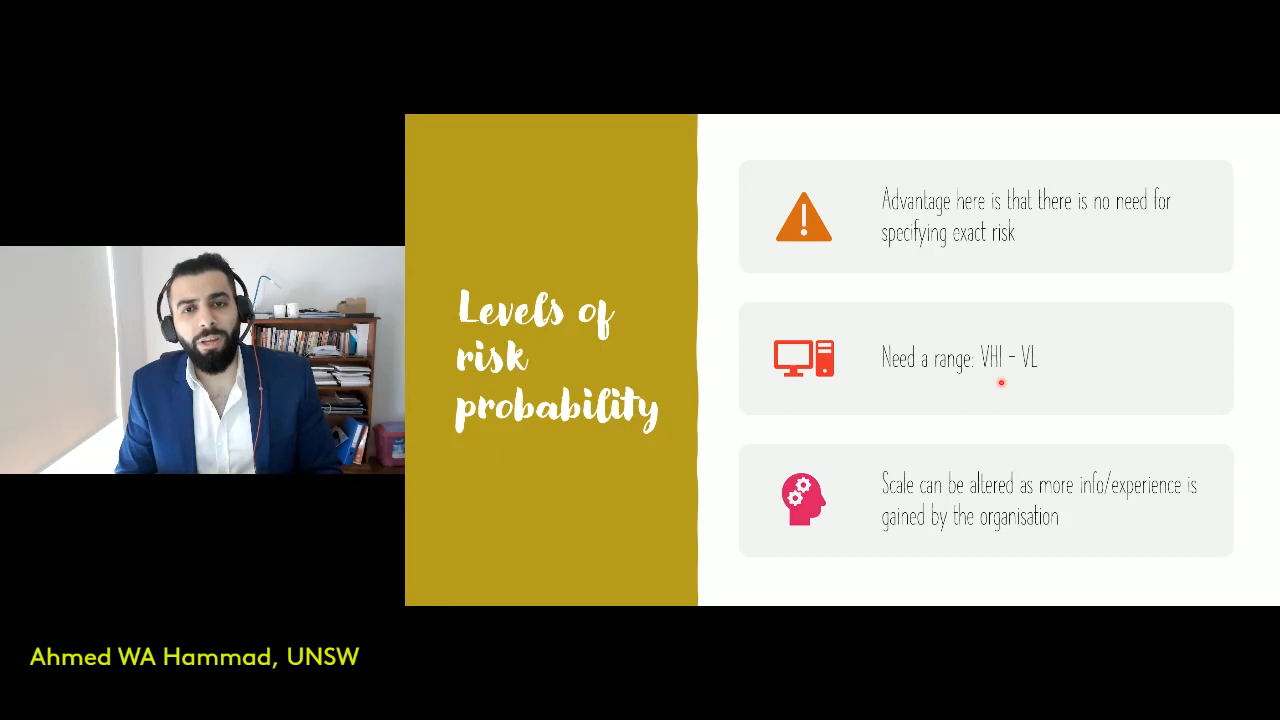 Levels of
risk
probability
Advantage here is that there is no need for
specifying exact risk
Need a range: VHI - VL
Scale can be altered as more info/experience is
gained by the organisation
Ahmed WA Hammad, UNSW